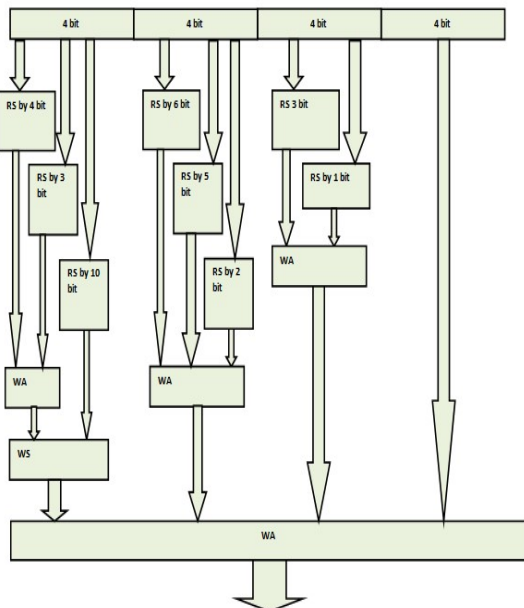 4 bit
4 bit
4 bit
4 bit
RS by 4 bit
RS by 6 bit
RS 3 bit
RS by 3
bit
RS by 5
bit
RS by 1 bit
RS by 10
bit
RS by 2
bit
WA
WA
WA
WS
WA